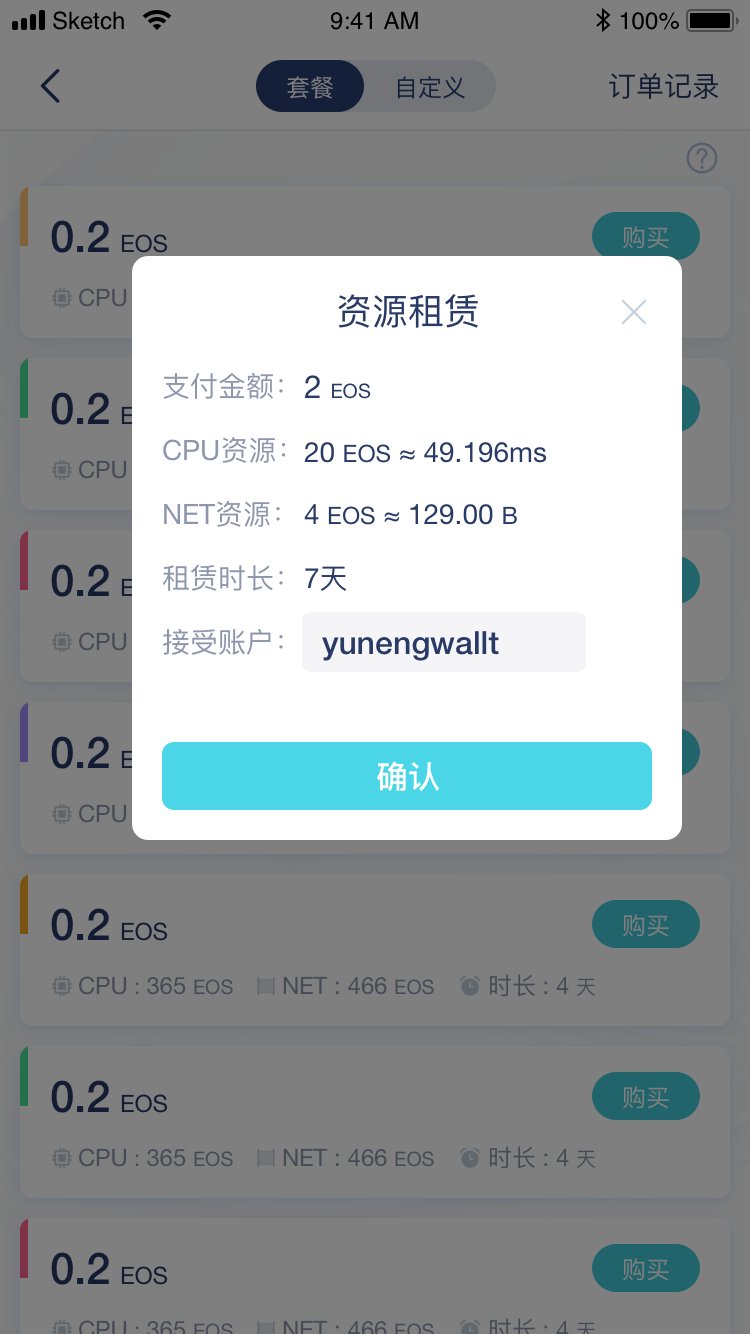 Sketch 9:41 AM 100%
套餐 自定义 订单记录
?
0.2 EOS 购买
CPU
资源租赁
支付金额： 2 EOS
0.2 E
CPU资源： 20 EOS ≈ 49.196ms
CPU
NET资源： 4 EOS ≈ 129.00 B
租赁时长： 7天
0.2 E
接受账户： yunengwallt
CPU
0.2 E
确认
CPU
0.2 EOS 购买
CPU : 365 EOS NET : 466 EOS 时长 : 4 天
0.2 EOS 购买
CPU : 365 EOS NET : 466 EOS 时长 : 4 天
0.2 EOS 购买
CPU : 365 EOS NET : 466 EOS 时长 : 4 天